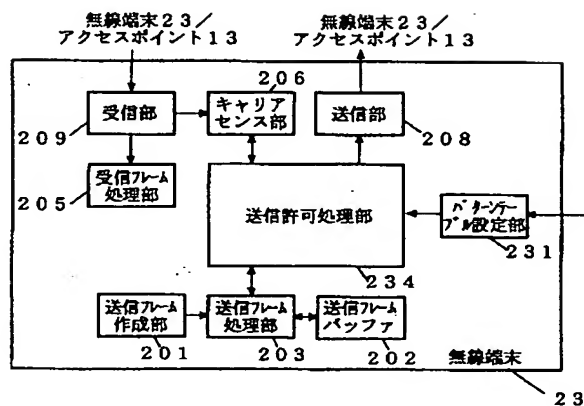 無線端末23/
アクセスポイント13
無線端末23/
アクセスポイント13
206
受信部
キャリア
センス部
送信部
209
208
205
受信フレーム
処理部
送信許可処理部
パターンテー
ブル設定部
231
234
送信フレーム
作成部
送信フレーム
処理部
送信フレーム
バッファ
201
203
202
無線端末
23